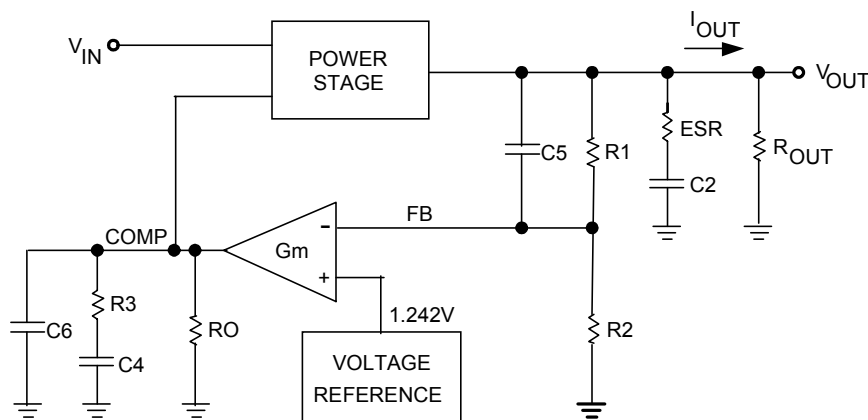 I_OUT
V_IN
POWER
STAGE
V_OUT
C5
R1
ESR
C2
R_OUT
FB
COMP
-
Gm
+
1.242V
R3
C6
C4
RO
R2
VOLTAGE
REFERENCE